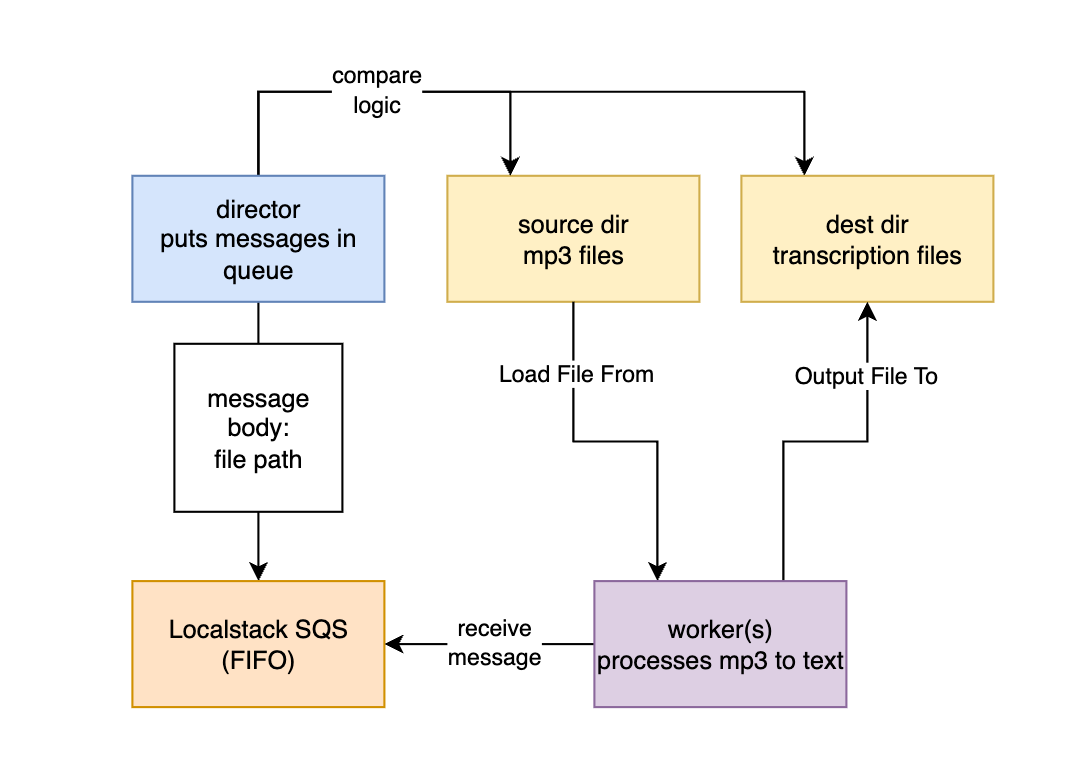 compare
logic
director
puts messages in
queue
source dir
mp3 files
dest dir
transcription files
message
body:
file path
Load File From
Output File To
Localstack SQS
(FIFO)
receive
message
worker(s)
processes mp3 to text